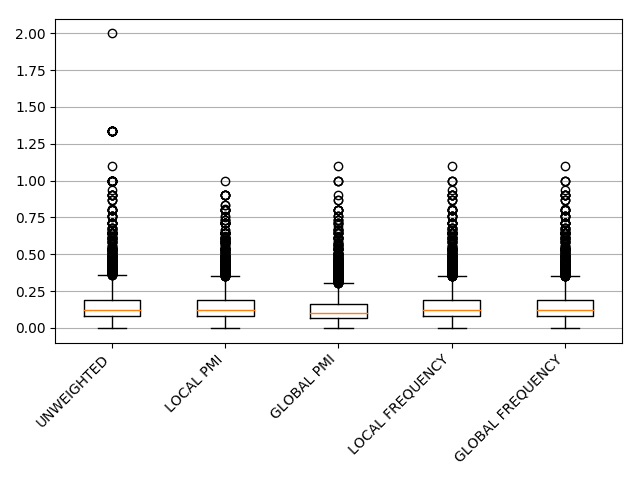 2.00
1.75
1.50
1.25
1.00
0.75
0.50
0.25
0.00
UNWEIGHTED
LOCAL PMI
GLOBAL PMI
LOCAL FREQUENCY
GLOBAL FREQUENCY